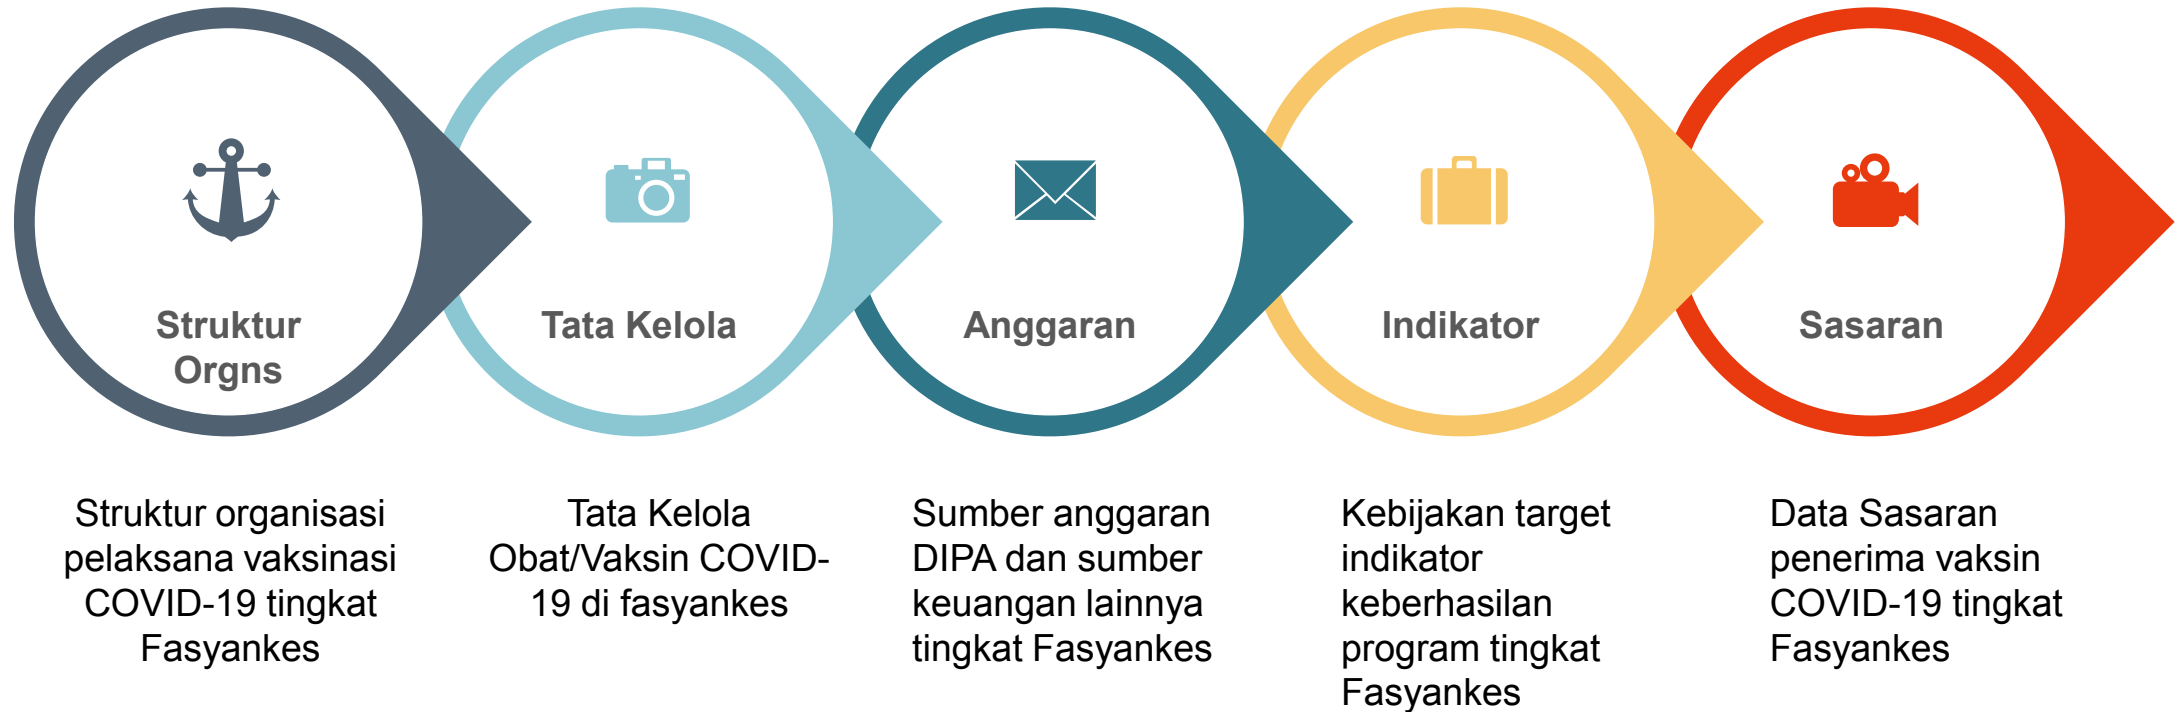 Struktur
Orgns
Tata Kelola
Anggaran
Indikator
Sasaran
Struktur organisasi
pelaksana vaksinasi
COVID-19 tingkat
Fasyankes
Tata Kelola
Obat/Vaksin COVID-
19 di fasyankes
Sumber anggaran
DIPA dan sumber
keuangan lainnya
tingkat Fasyankes
Kebijakan target
indikator
keberhasilan
program tingkat
Fasyankes
Data Sasaran
penerima vaksin
COVID-19 tingkat
Fasyankes